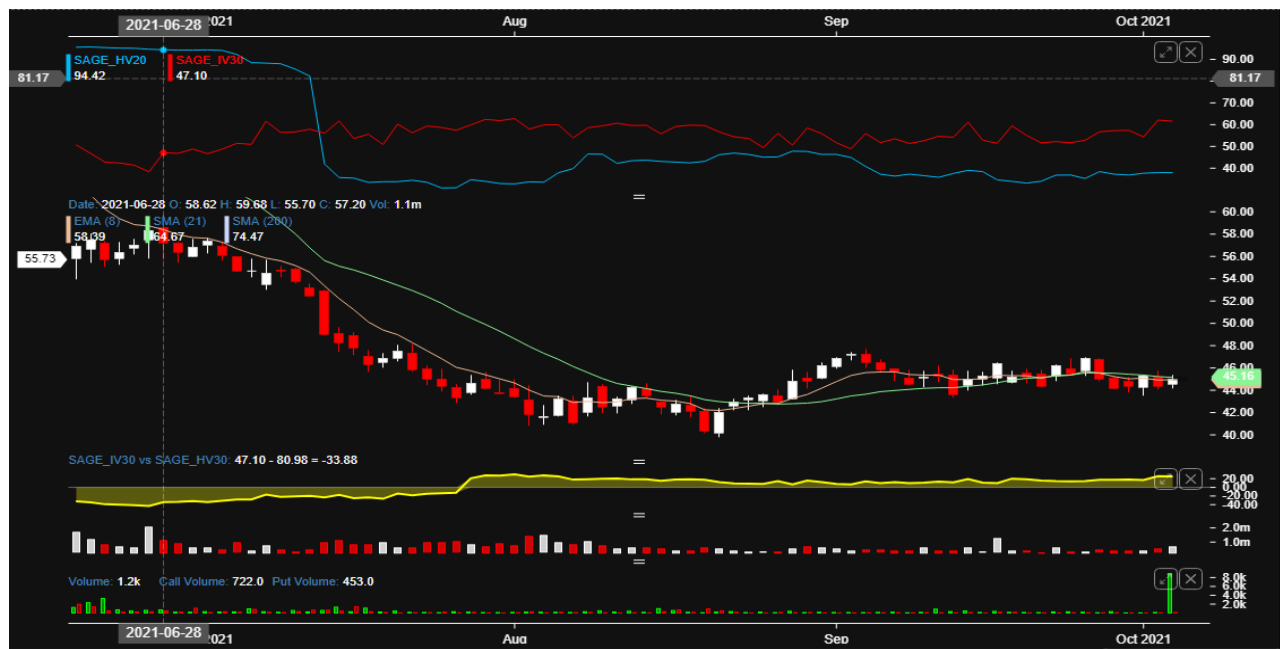 2021-06-28 2021 Aug Sep Oct 2021
SAGE_HV20 SAGE_IV30
94.42 47.10
90.00
81.17 81.17
70.00
60.00
50.00
40.00
Date: 2021-06-28 O: 58.62 H: 59.68 L: 55.70 C: 57.20 Vol: 1.1m
EMA (8) SMA (21) SMA (200)
58.39 64.67 74.47
60.00
58.00
55.73
56.00
54.00
52.00
50.00
48.00
46.00
45.16
44.00
42.00
40.00
SAGE_IV30 vs SAGE_HV30: 47.10 - 80.98 = -33.88
20.00
0.00
-20.00
-40.00
2.0m
1.0m
Volume: 1.2k Call Volume: 722.0 Put Volume: 453.0
8.0k
6.0k
4.0k
2.0k
2021-06-28 2021 Aug Sep Oct 2021